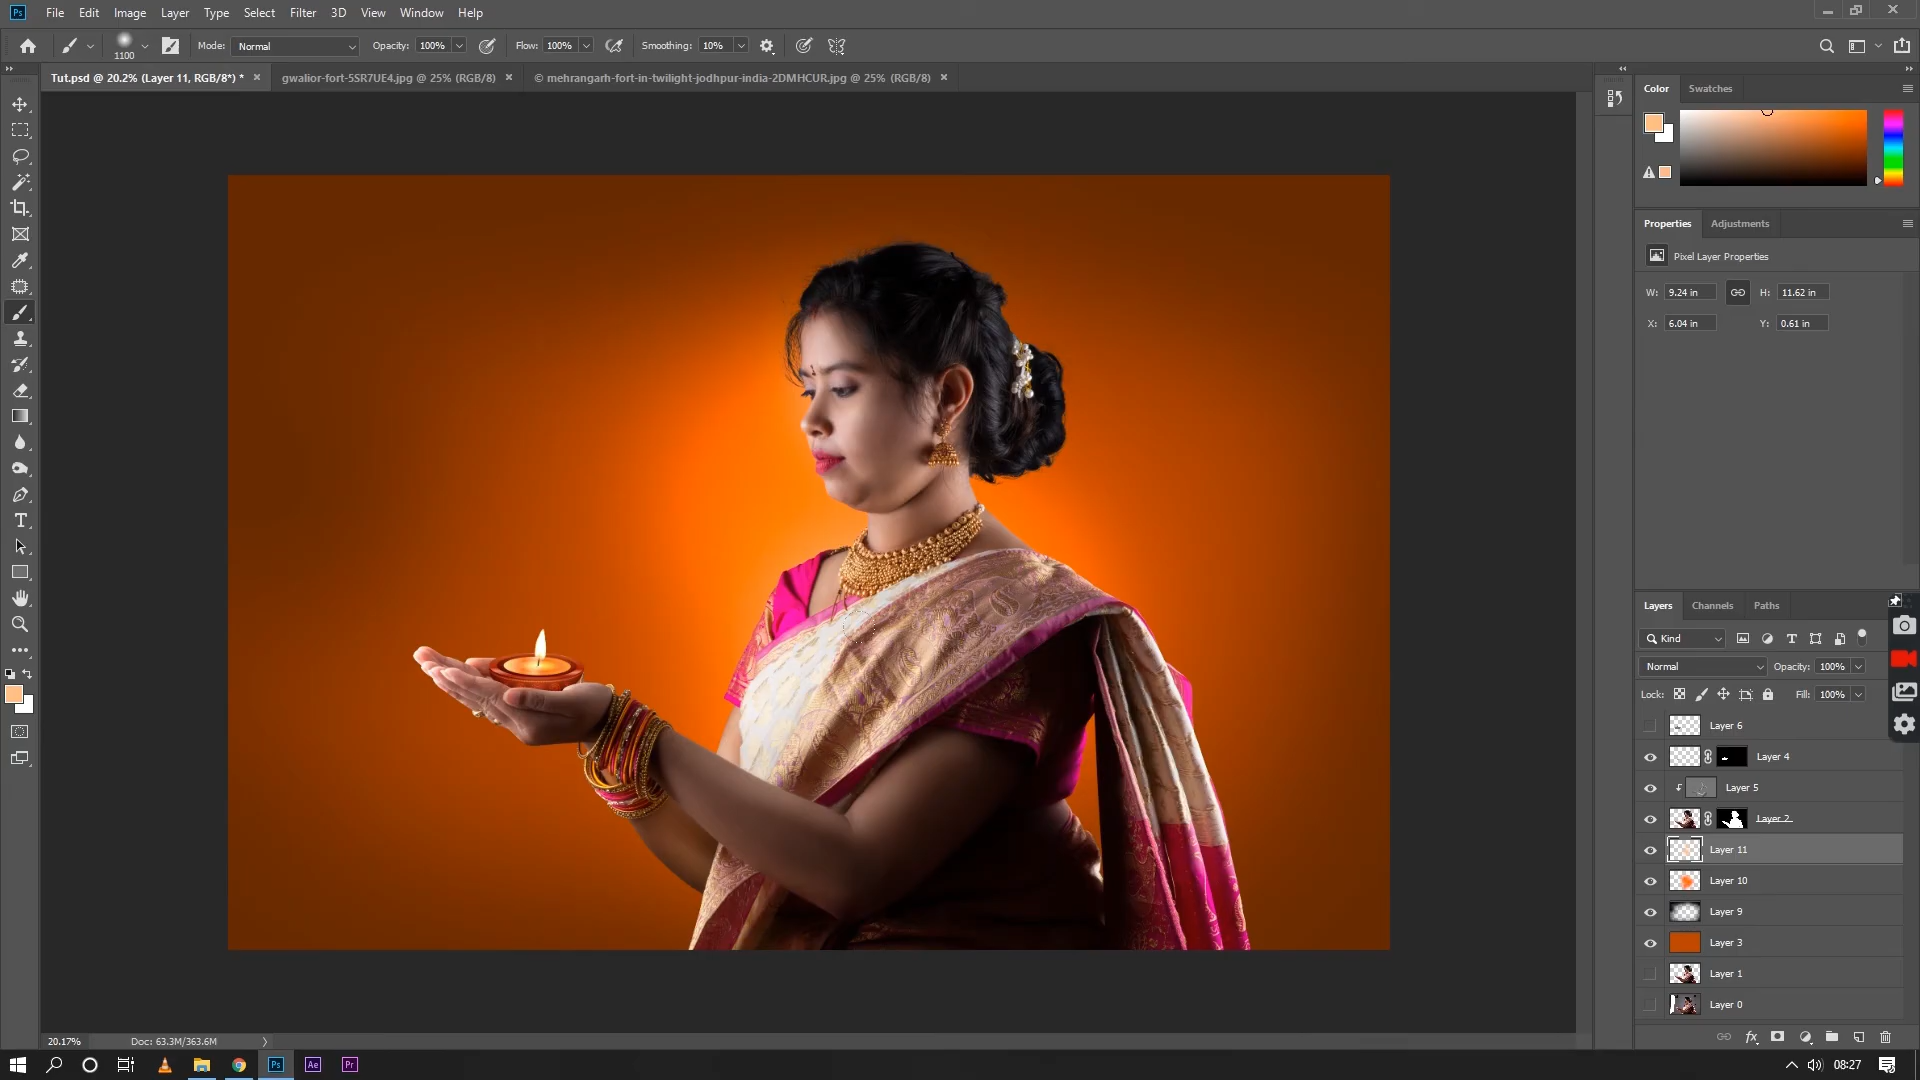 Ps File Edit Image Layer Type Select Filter 3D View Window Help
1100 Mode: Normal Opacity: 100% Flow: 100% Smoothing: 10%
Tut.psd @ 20.2% (Layer 11, RGB/8*) * gwalior-fort-5SR7UE4.jpg @ 25% (RGB/8) © mehrangarh-fort-in-twilight-jodhpur-india-2DMHCUR.jpg @ 25% (RGB/8)
Color Swatches
Properties Adjustments
Pixel Layer Properties
W: 9.24 in H: 11.62 in
X: 6.04 in Y: 0.61 in
Layers Channels Paths
Kind
Normal Opacity: 100%
Lock: Fill: 100%
Layer 6
Layer 4
Layer 5
Layer 2
Layer 11
Layer 10
Layer 9
Layer 3
Layer 1
Layer 0
fx
20.17% Doc: 63.3M/363.6M
Ps Ae Pr 08:27